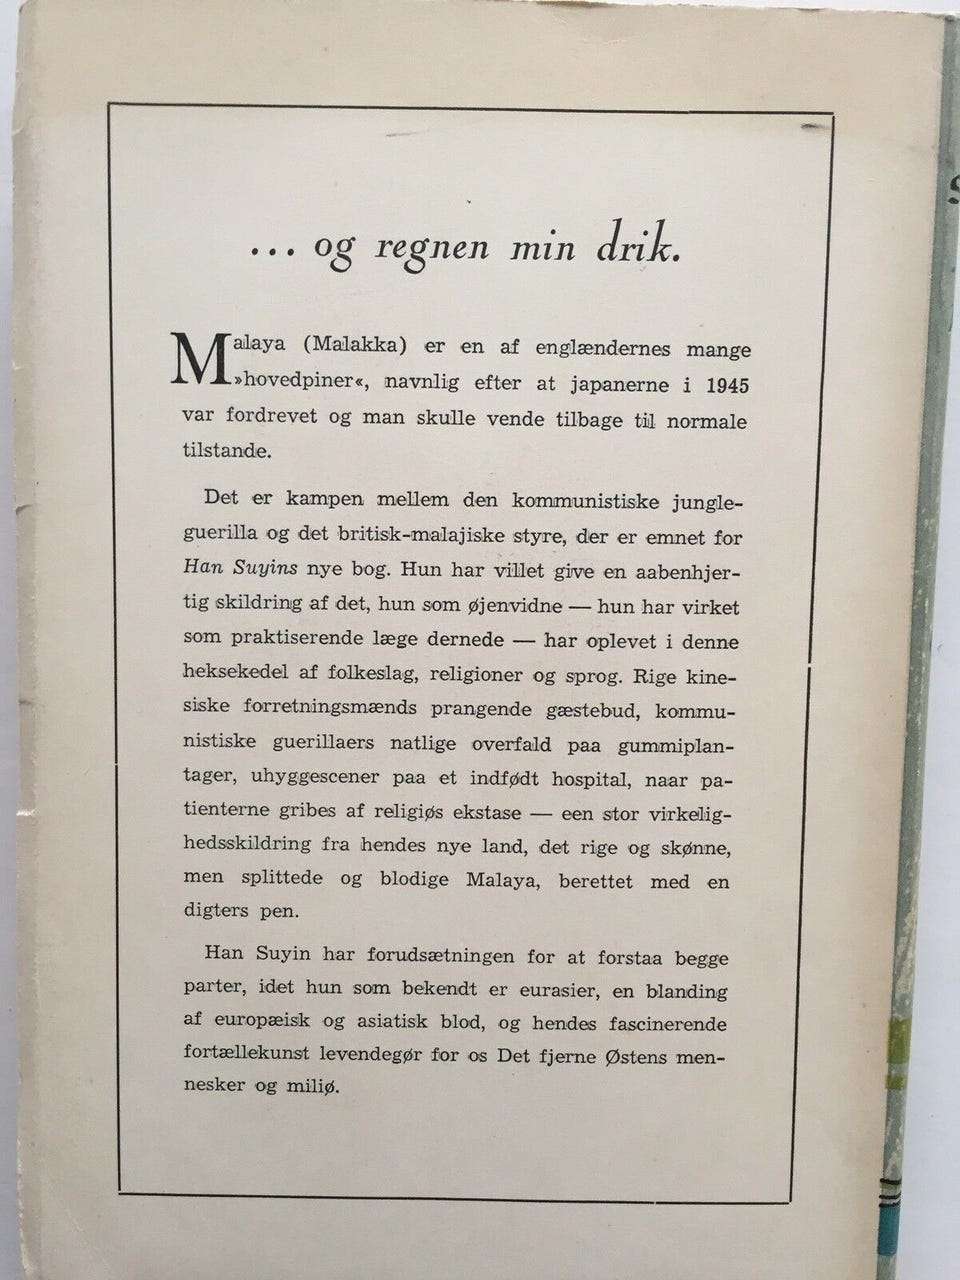 ... og regnen min drik.
Malaya (Malakka) er en af englændernes mange
»hovedpiner«, navnlig efter at japanerne i 1945
var fordrevet og man skulle vende tilbage til normale
tilstande.
Det er kampen mellem den kommunistiske jungle-
guerilla og det britisk-malajiske styre, der er emnet for
Han Suyins nye bog. Hun har villet give en aabenhjer-
tig skildring af det, hun som øjenvidne — hun har virket
som praktiserende læge dernede — har oplevet i denne
heksekedel af folkeslag, religioner og sprog. Rige kine-
siske forretningsmænds prangende gæstebud, kommu-
nistiske guerillaers natlige overfald paa gummiplan-
tager, uhyggescener paa et indfødt hospital, naar pa-
tienterne gribes af religiøs ekstase — een stor virkelig-
hedsskildring fra hendes nye land, det rige og skønne,
men splittede og blodige Malaya, berettet med en
digters pen.
Han Suyin har forudsætningen for at forstaa begge
parter, idet hun som bekendt er eurasier, en blanding
af europæisk og asiatisk blod, og hendes fascinerende
fortællekunst levendegør for os Det fjerne Østens men-
nesker og miljø.